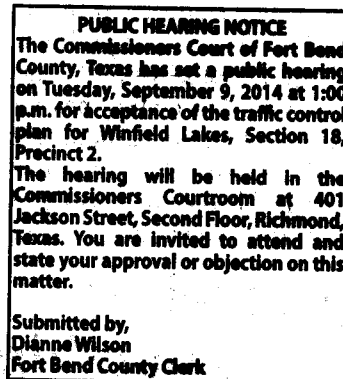 PUBLIC HEARING NOTICE
The Commissioners Court of Fort Bend
County, Texas has set a public hearing
on Tuesday, September 9, 2014 at 1:00
p.m. for acceptance of the traffic control
plan for Winfield Lakes, Section 18,
Precinct 2.
The hearing will be held in the
Commissioners Courtroom at 401
Jackson Street, Second Floor, Richmond,
Texas. You are invited to attend and
state your approval or objection on this
matter.
Submitted by,
Dianne Wilson
Fort Bend County Clerk